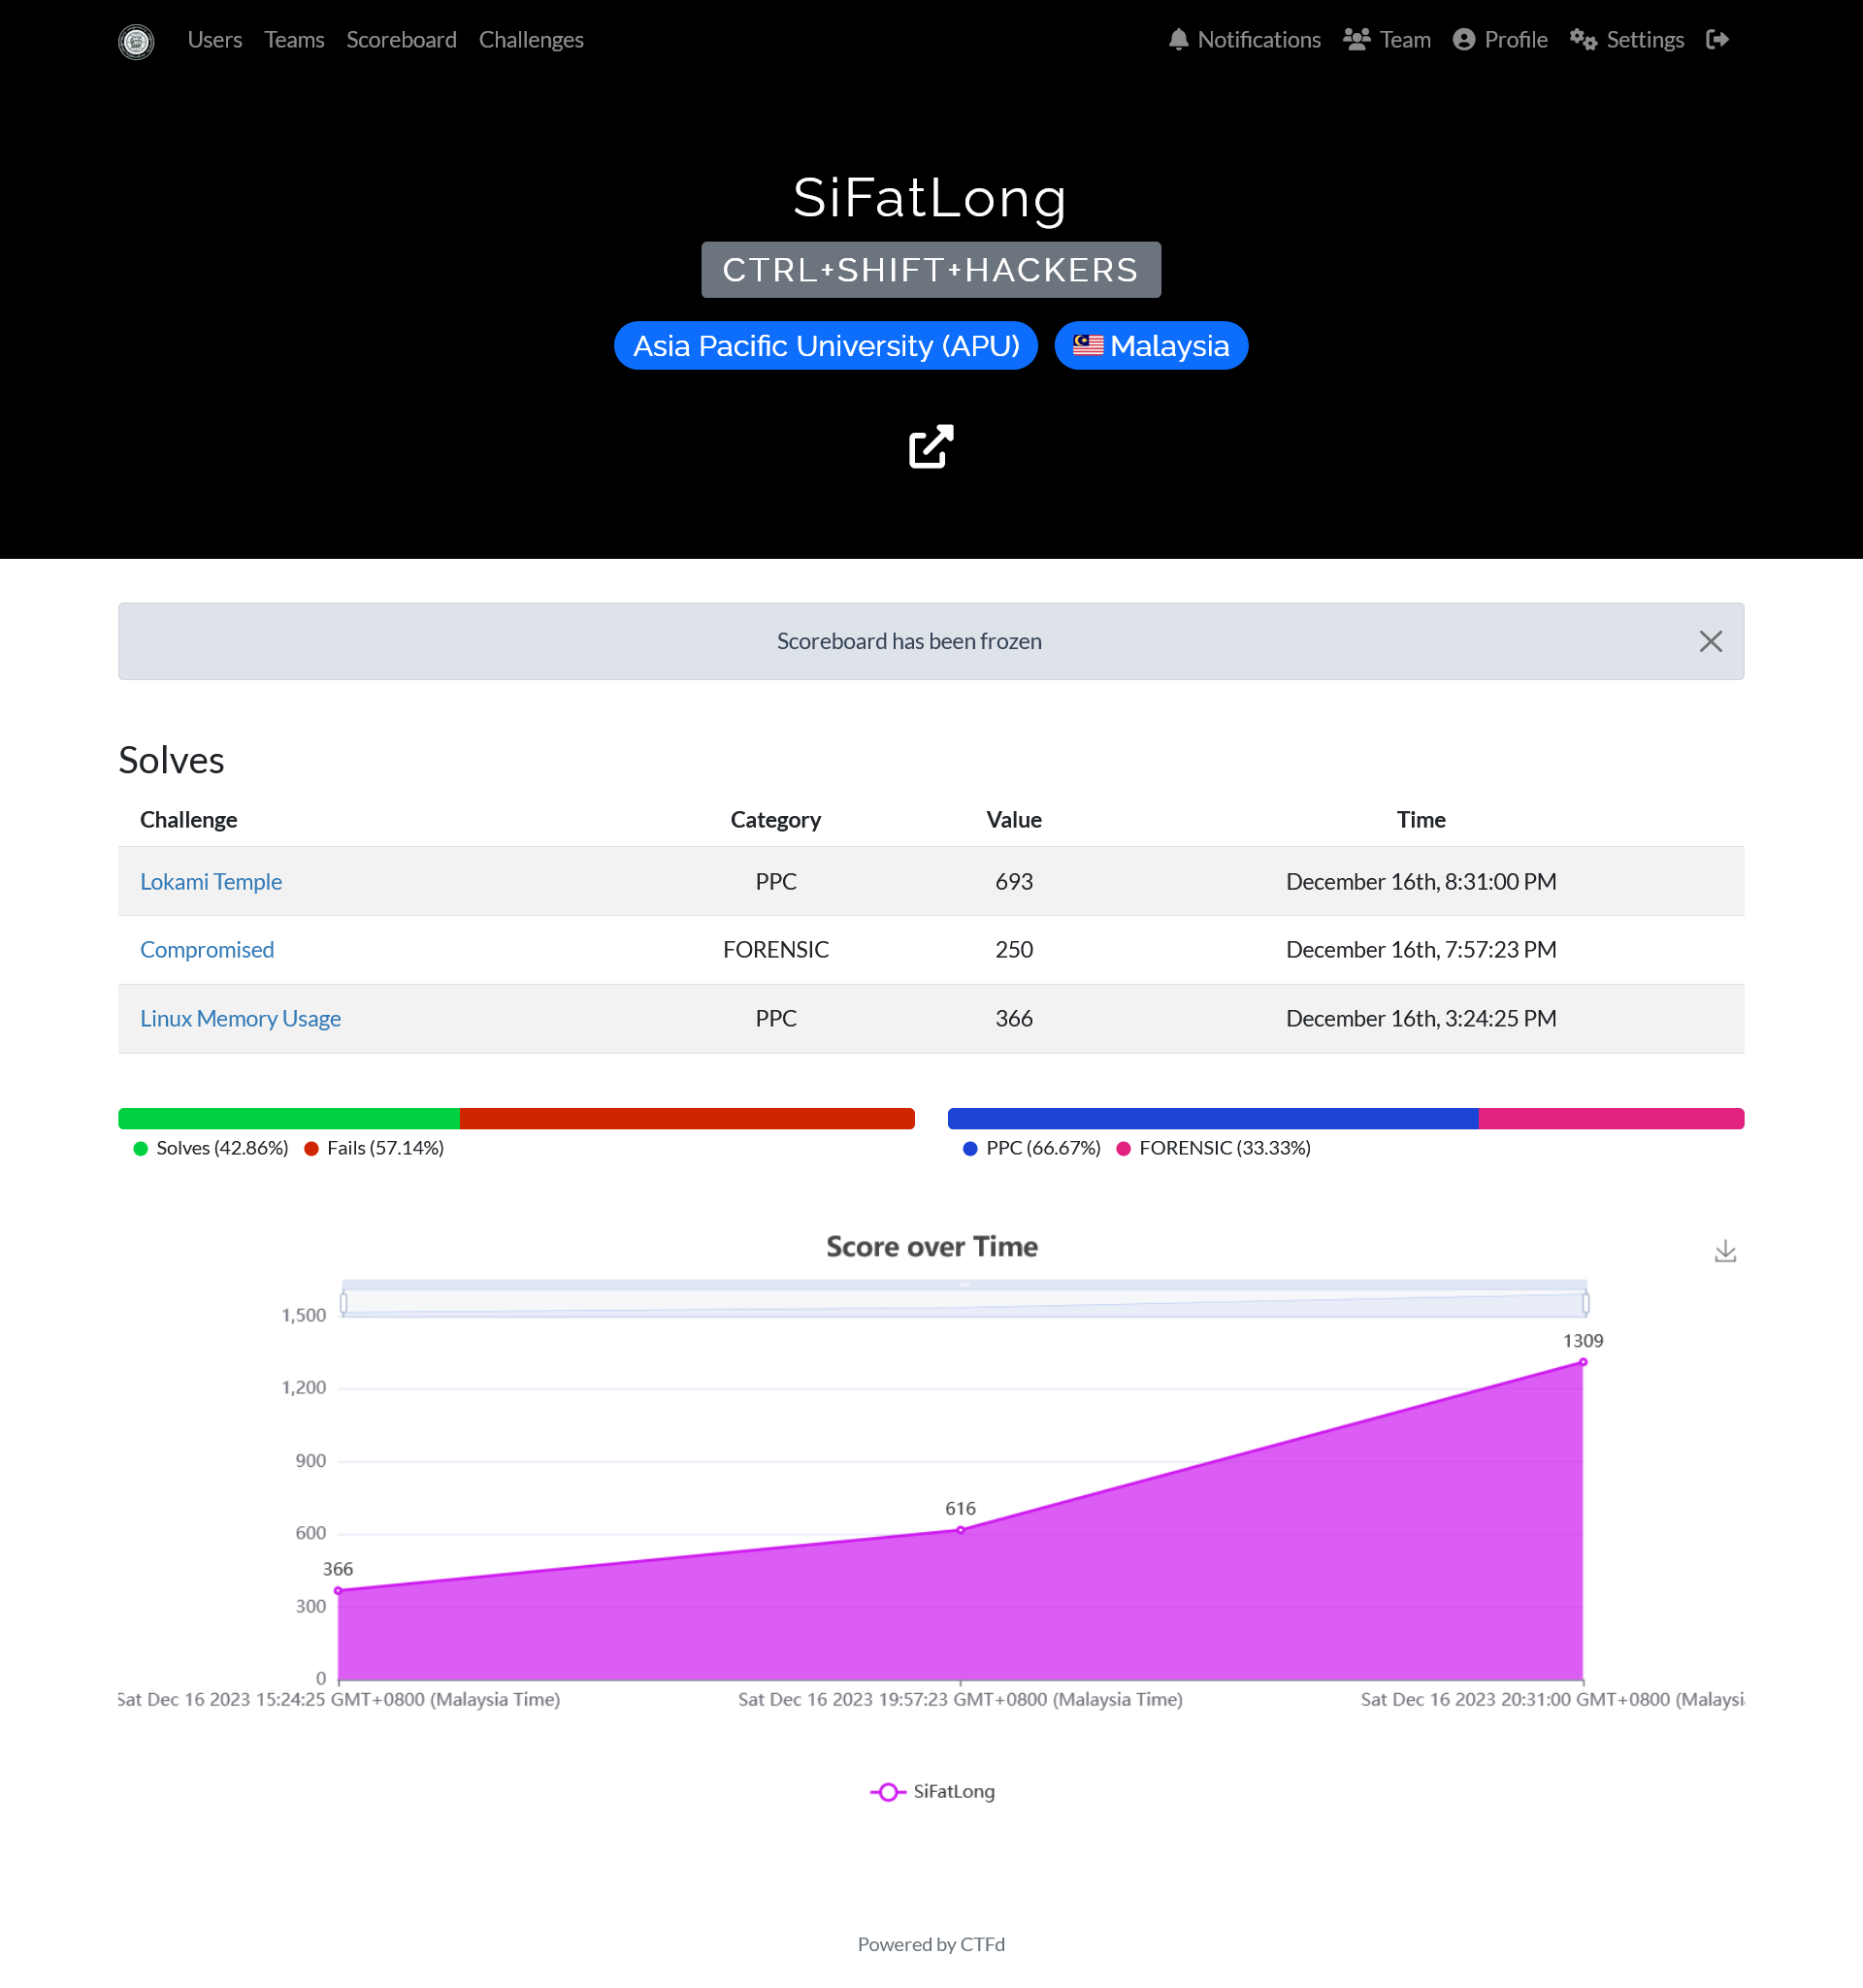 Users Teams Scoreboard Challenges Notifications Team Profile Settings
SiFatLong
CTRL+SHIFT+HACKERS
Asia Pacific University (APU) Malaysia
Scoreboard has been frozen
Solves
Challenge Category Value Time
Lokami Temple PPC 693 December 16th, 8:31:00 PM
Compromised FORENSIC 250 December 16th, 7:57:23 PM
Linux Memory Usage PPC 366 December 16th, 3:24:25 PM
Solves (42.86%) Fails (57.14%) PPC (66.67%) FORENSIC (33.33%)
Score over Time
1,500
1309
1,200
900
616
600
366
300
0
Sat Dec 16 2023 15:24:25 GMT+0800 (Malaysia Time) Sat Dec 16 2023 19:57:23 GMT+0800 (Malaysia Time) Sat Dec 16 2023 20:31:00 GMT+0800 (Malaysi
SiFatLong
Powered by CTFd